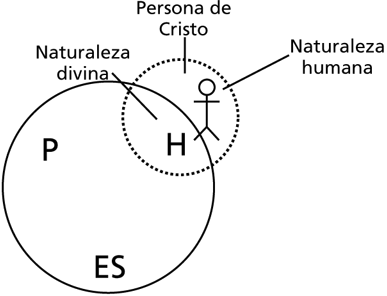 Persona de
Cristo
Naturaleza
divina
Naturaleza
humana
P
H
ES